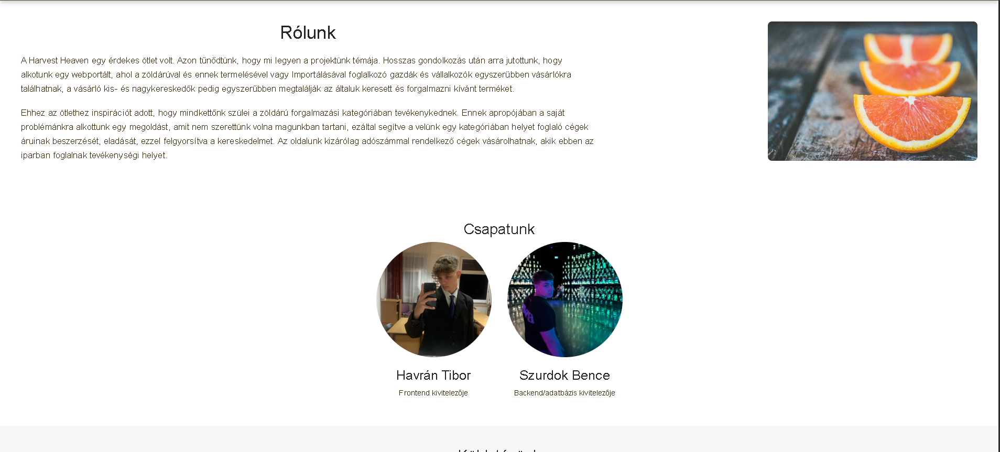 Rólunk
A Harvest Heaven egy érdekes ötlet volt. Azon tűnődtünk, hogy mi legyen a projektünk témája. Hosszas gondolkozás után arra jutottunk, hogy
alkotunk egy webportált, ahol a zöldárúval és ennek termelésével vagy Importálásával foglalkozó gazdák és vállalkozók egyszerűbben vásárlókra
találhatnak, a vásárló kis- és nagykereskedők pedig egyszerűbben megtalálják az általuk keresett és forgalmazni kívánt terméket.
Ehhez az ötlethez inspirációt adott, hogy mindkettőnk szülei a zöldárú forgalmazási kategóriában tevékenykednek. Ennek apropójában a saját
problémánkra alkottunk egy megoldást, amit nem szerettünk volna magunkban tartani, ezáltal segítve a velünk egy kategóriában helyet foglaló cégek
áruinak beszerzését, eladását, ezzel felgyorsítva a kereskedelmet. Az oldalunk kizárólag adószámmal rendelkező cégek vásárolhatnak, akik ebben az
iparban foglalnak tevékenységi helyet.
Csapatunk
Havrán Tibor
Frontend kivitelezője
Szurdok Bence
Backend/adatbázis kivitelezője